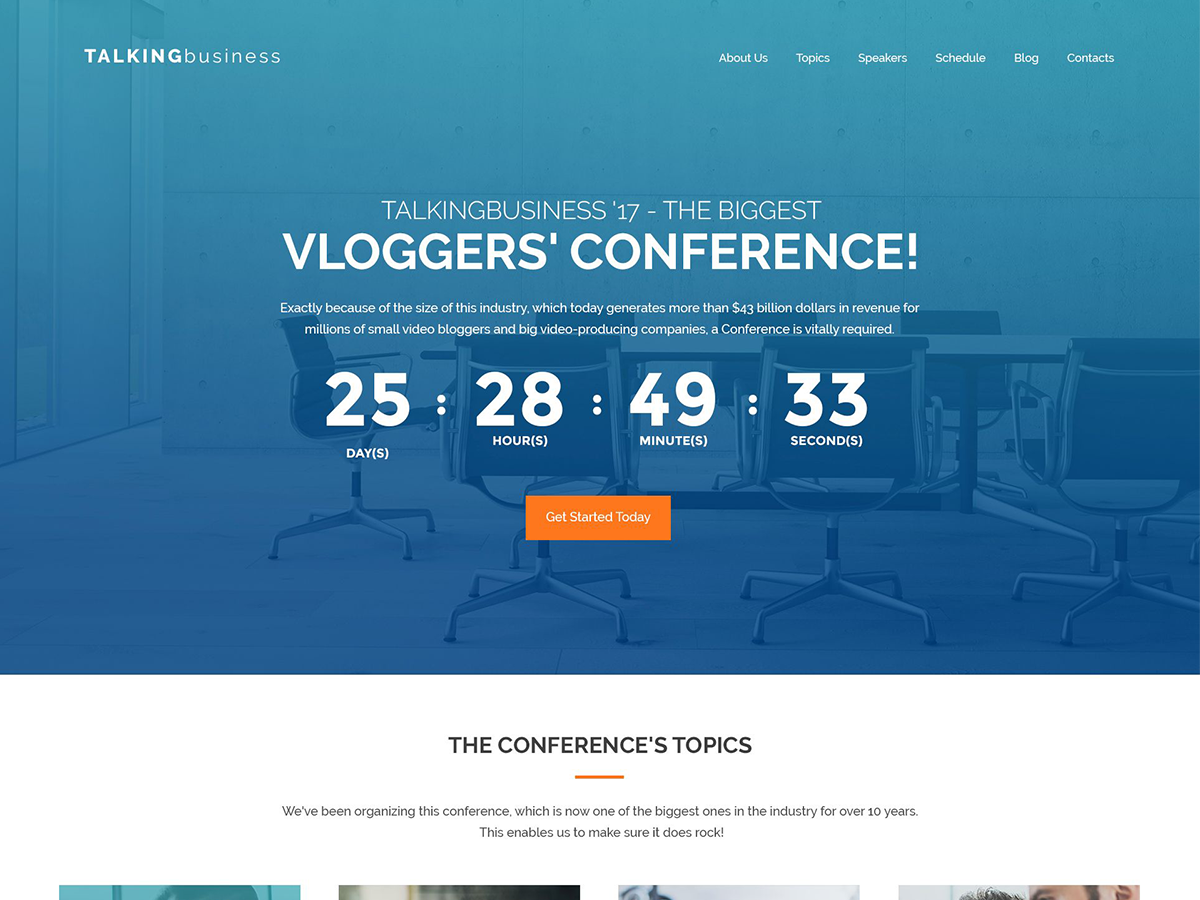 TALKINGbusiness
About Us Topics Speakers Schedule Blog Contacts
TALKINGBUSINESS '17 - THE BIGGEST
VLOGGERS' CONFERENCE!
Exactly because of the size of this industry, which today generates more than $43 billion dollars in revenue for
millions of small video bloggers and big video-producing companies, a Conference is vitally required.
25 : 28 : 49 : 33
DAY(S) HOUR(S) MINUTE(S) SECOND(S)
Get Started Today
THE CONFERENCE'S TOPICS
We've been organizing this conference, which is now one of the biggest ones in the industry for over 10 years.
This enables us to make sure it does rock!